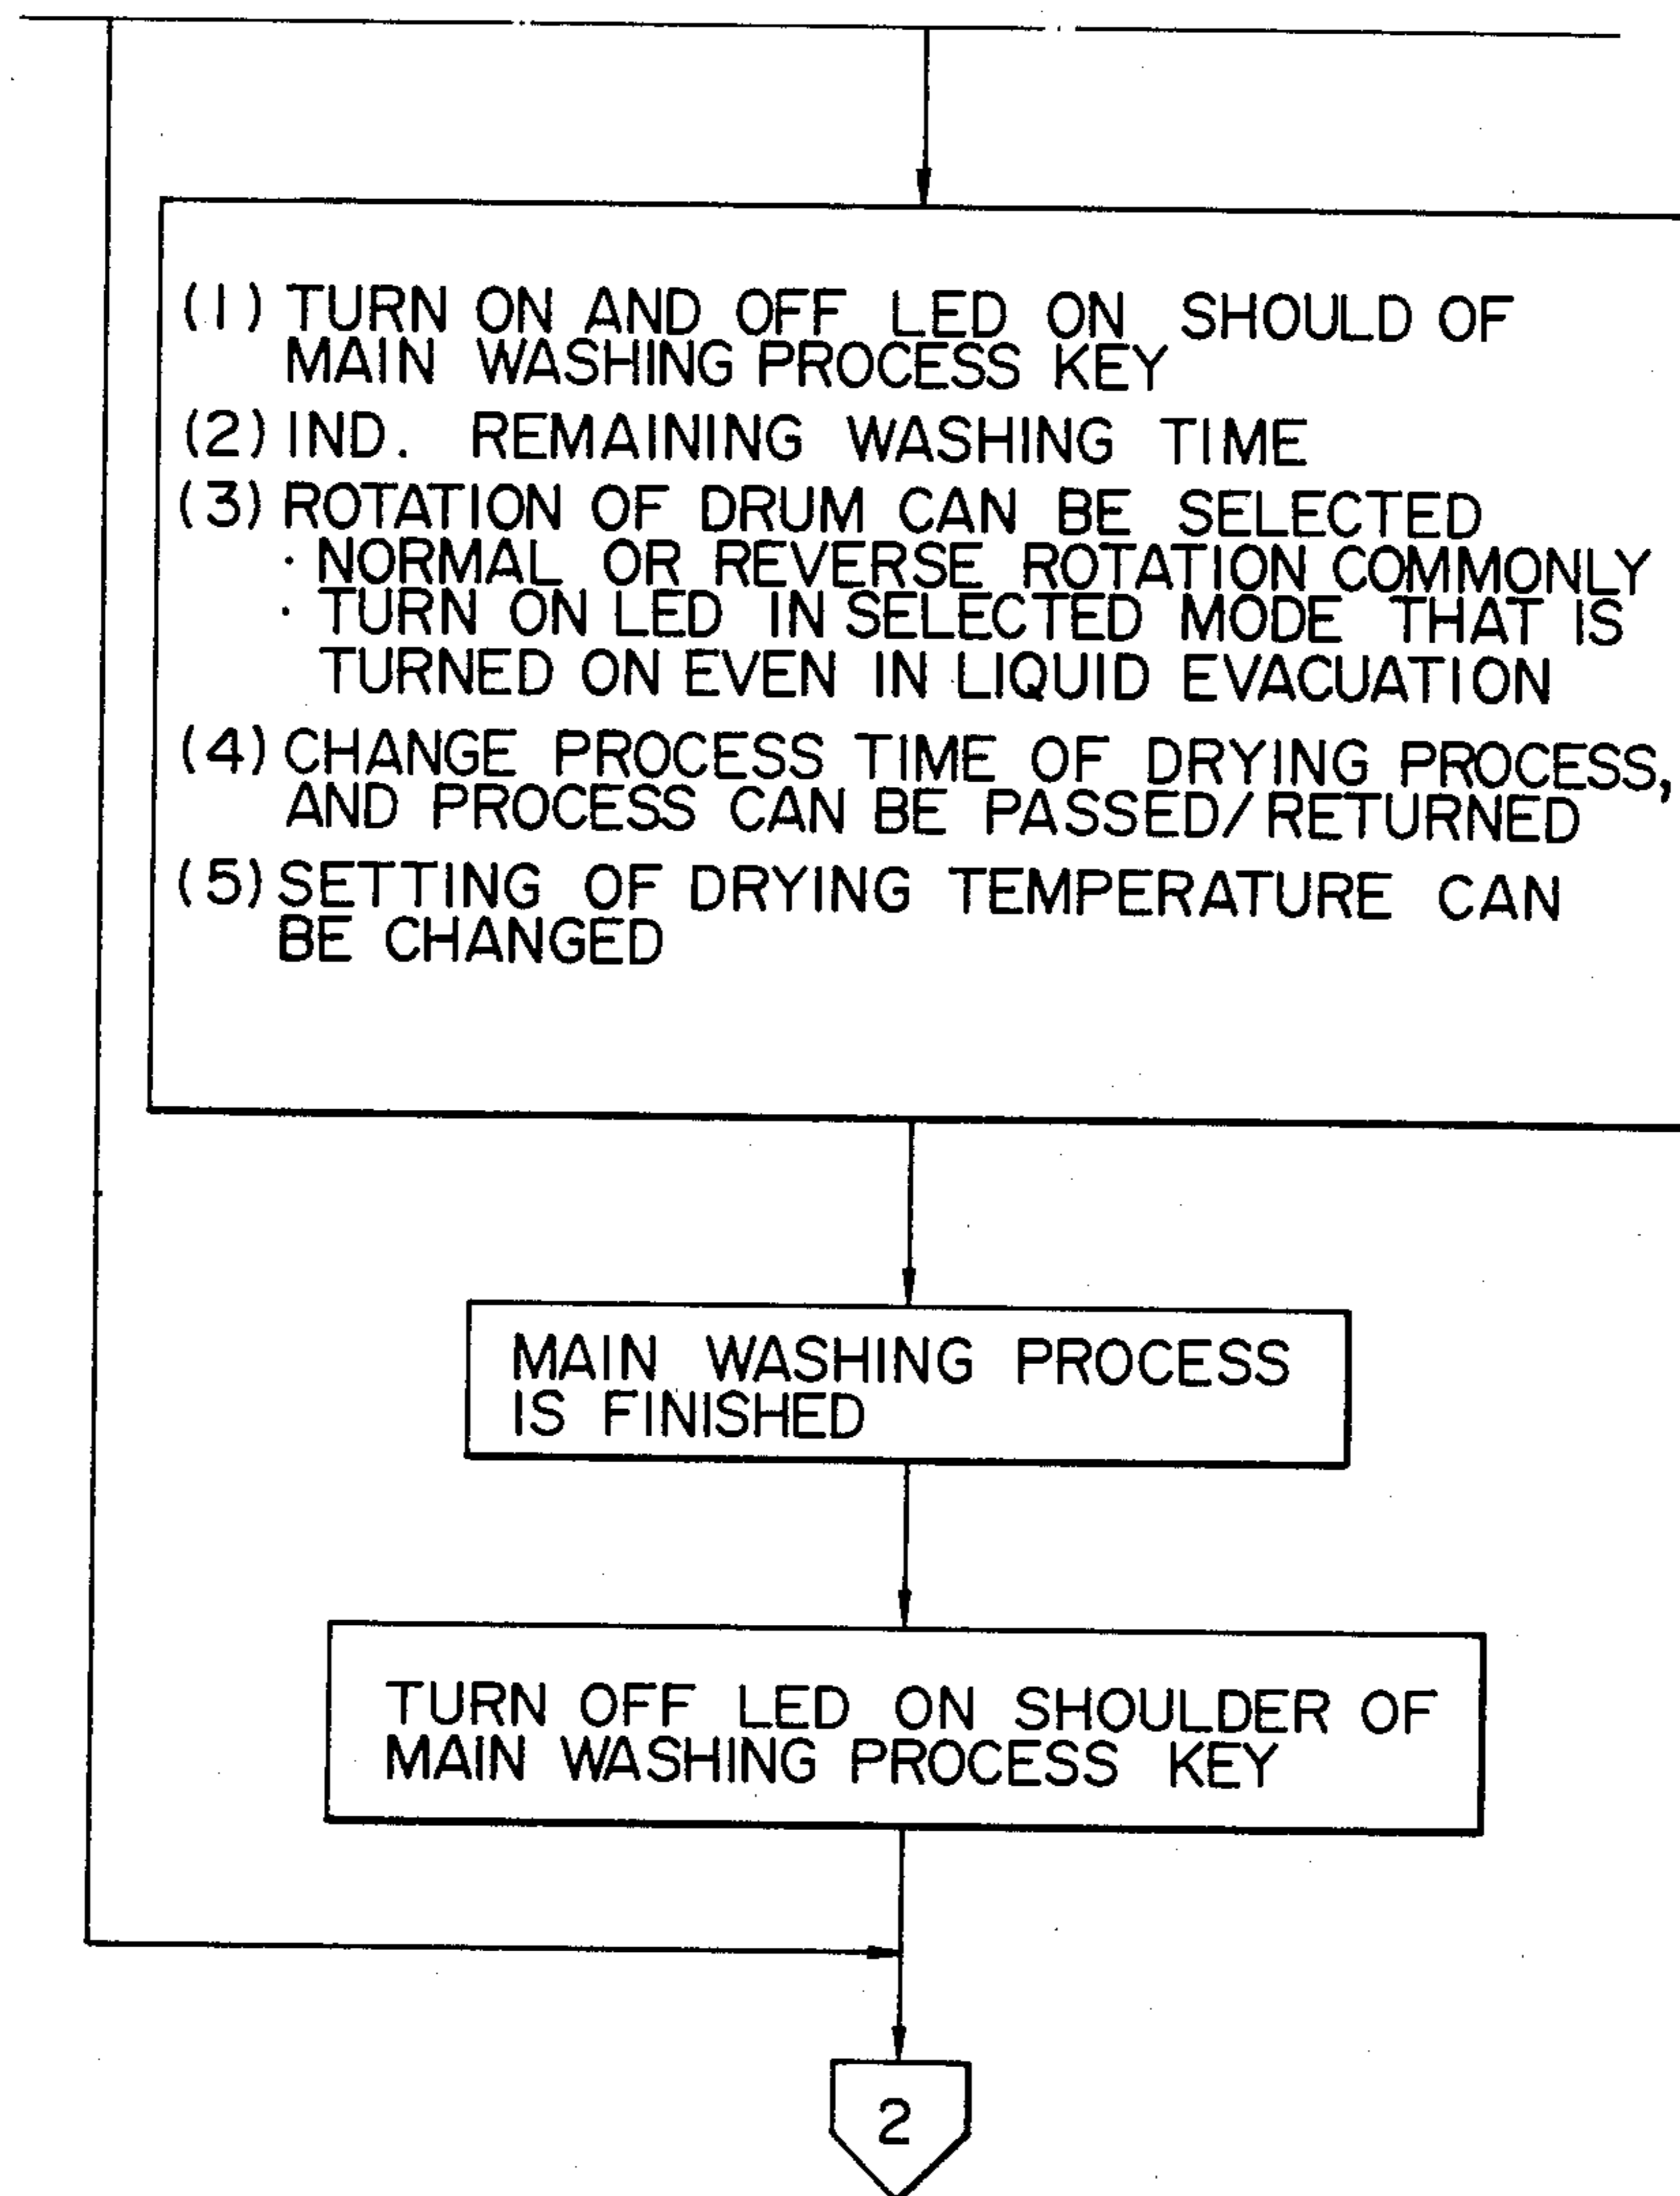 (1) TURN ON AND OFF LED ON SHOULD OF
MAIN WASHING PROCESS KEY
(2) IND. REMAINING WASHING TIME
(3) ROTATION OF DRUM CAN BE SELECTED
· NORMAL OR REVERSE ROTATION COMMONLY
· TURN ON LED IN SELECTED MODE THAT IS
TURNED ON EVEN IN LIQUID EVACUATION
(4) CHANGE PROCESS TIME OF DRYING PROCESS,
AND PROCESS CAN BE PASSED/RETURNED
(5) SETTING OF DRYING TEMPERATURE CAN
BE CHANGED
MAIN WASHING PROCESS
IS FINISHED
TURN OFF LED ON SHOULDER OF
MAIN WASHING PROCESS KEY
2